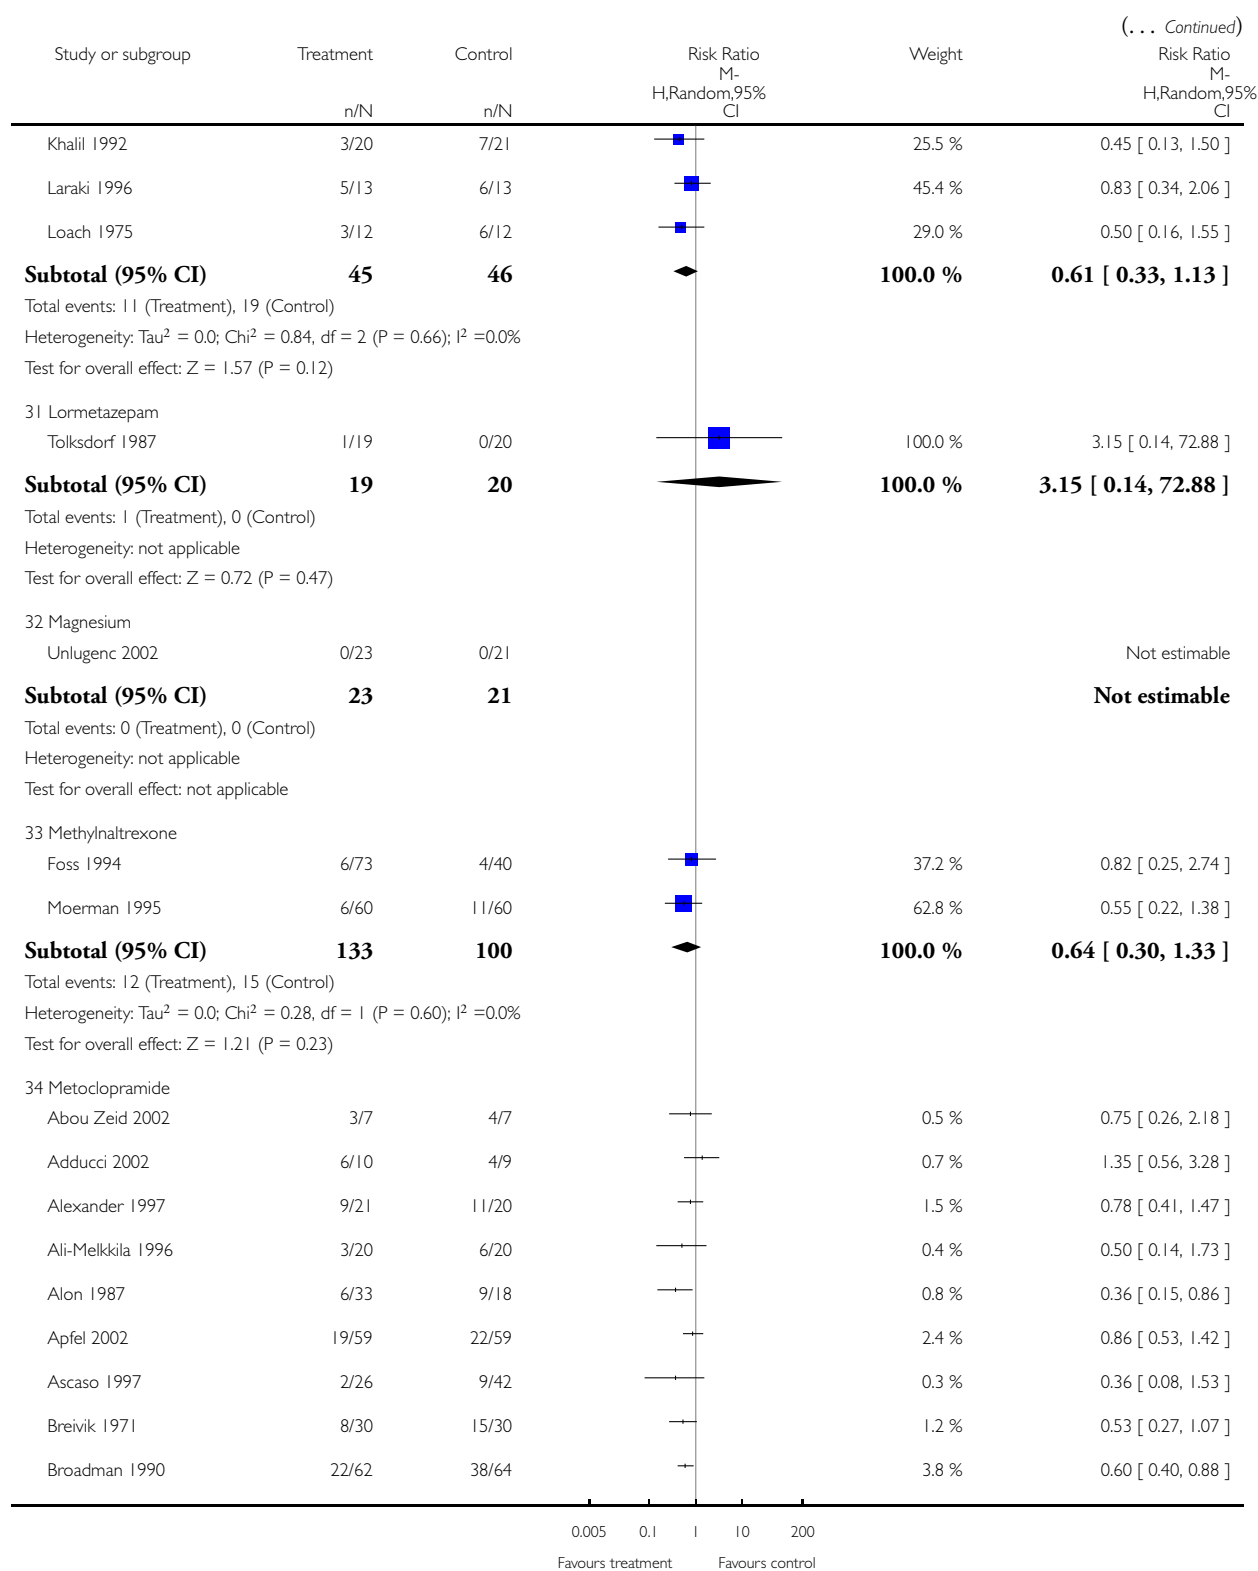 (... Continued)
Study or subgroup Treatment Control Risk Ratio Weight Risk Ratio
M- M-
H,Random,95% H,Random,95%
n/N n/N CI CI
Khalil 1992 3/20 7/21 25.5 % 0.45 [ 0.13, 1.50 ]
Laraki 1996 5/13 6/13 45.4 % 0.83 [ 0.34, 2.06 ]
Loach 1975 3/12 6/12 29.0 % 0.50 [ 0.16, 1.55 ]
Subtotal (95% CI) 45 46 100.0 % 0.61 [ 0.33, 1.13 ]
Total events: 11 (Treatment), 19 (Control)
Heterogeneity: Tau² = 0.0; Chi² = 0.84, df = 2 (P = 0.66); I² =0.0%
Test for overall effect: Z = 1.57 (P = 0.12)
31 Lormetazepam
Tolksdorf 1987 1/19 0/20 100.0 % 3.15 [ 0.14, 72.88 ]
Subtotal (95% CI) 19 20 100.0 % 3.15 [ 0.14, 72.88 ]
Total events: 1 (Treatment), 0 (Control)
Heterogeneity: not applicable
Test for overall effect: Z = 0.72 (P = 0.47)
32 Magnesium
Unlugenc 2002 0/23 0/21 Not estimable
Subtotal (95% CI) 23 21 Not estimable
Total events: 0 (Treatment), 0 (Control)
Heterogeneity: not applicable
Test for overall effect: not applicable
33 Methylnaltrexone
Foss 1994 6/73 4/40 37.2 % 0.82 [ 0.25, 2.74 ]
Moerman 1995 6/60 11/60 62.8 % 0.55 [ 0.22, 1.38 ]
Subtotal (95% CI) 133 100 100.0 % 0.64 [ 0.30, 1.33 ]
Total events: 12 (Treatment), 15 (Control)
Heterogeneity: Tau² = 0.0; Chi² = 0.28, df = 1 (P = 0.60); I² =0.0%
Test for overall effect: Z = 1.21 (P = 0.23)
34 Metoclopramide
Abou Zeid 2002 3/7 4/7 0.5 % 0.75 [ 0.26, 2.18 ]
Adducci 2002 6/10 4/9 0.7 % 1.35 [ 0.56, 3.28 ]
Alexander 1997 9/21 11/20 1.5 % 0.78 [ 0.41, 1.47 ]
Ali-Melkkila 1996 3/20 6/20 0.4 % 0.50 [ 0.14, 1.73 ]
Alon 1987 6/33 9/18 0.8 % 0.36 [ 0.15, 0.86 ]
Apfel 2002 19/59 22/59 2.4 % 0.86 [ 0.53, 1.42 ]
Ascaso 1997 2/26 9/42 0.3 % 0.36 [ 0.08, 1.53 ]
Breivik 1971 8/30 15/30 1.2 % 0.53 [ 0.27, 1.07 ]
Broadman 1990 22/62 38/64 3.8 % 0.60 [ 0.40, 0.88 ]
0.005 0.1 1 10 200
Favours treatment Favours control